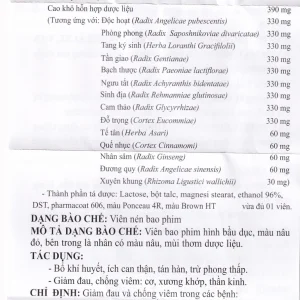 Cao khô hỗn hợp dược liệu 390 mg
(Tương ứng với: Độc hoạt (Radix Angelicae pubescentis) 330 mg
Phòng phong (Radix Saposhnikoviae divaricatae) 330 mg
Tang ký sinh (Herba Loranthi Gracifilolii) 330 mg
Tần giao (Radix Gentianae) 330 mg
Bạch thược (Radix Paeoniae lactiflorae) 330 mg
Ngưu tất (Radix Achyranthis bidentatae) 330 mg
Sinh địa (Radix Rehmanniae glutinosae) 330 mg
Cam thảo (Radix Glycyrrhizae) 330 mg
Đỗ trọng (Cortex Eucommiae) 330 mg
Tế tân (Herba Asari) 60 mg
Quế nhục (Cortex Cinnamomi) 60 mg
Nhân sâm (Radix Ginseng) 60 mg
Đương quy (Radix Angelicae sinensis) 60 mg
Xuyên khung (Rhizoma Ligustici wallichii) 30 mg)
- Thành phần tá dược: Lactose, bột talc, magnesi stearat, ethanol 96%,
DST, pharmacoat 606, màu Ponceau 4R, màu Brown HT vừa đủ 01 viên.
DẠNG BÀO CHẾ: Viên nén bao phim
MÔ TẢ DẠNG BÀO CHẾ: Viên bao phim hình bầu dục, màu nâu
đỏ, bên trong là nhân có màu nâu, mùi thơm dược liệu.
TÁC DỤNG:
- Bổ khí huyết, ích can thận, tán hàn, trừ phong thấp.
- Giảm đau, chống viêm: cơ, xương khớp, thần kinh.
CHỈ ĐỊNH: Giảm đau và chống viêm trong các bệnh: